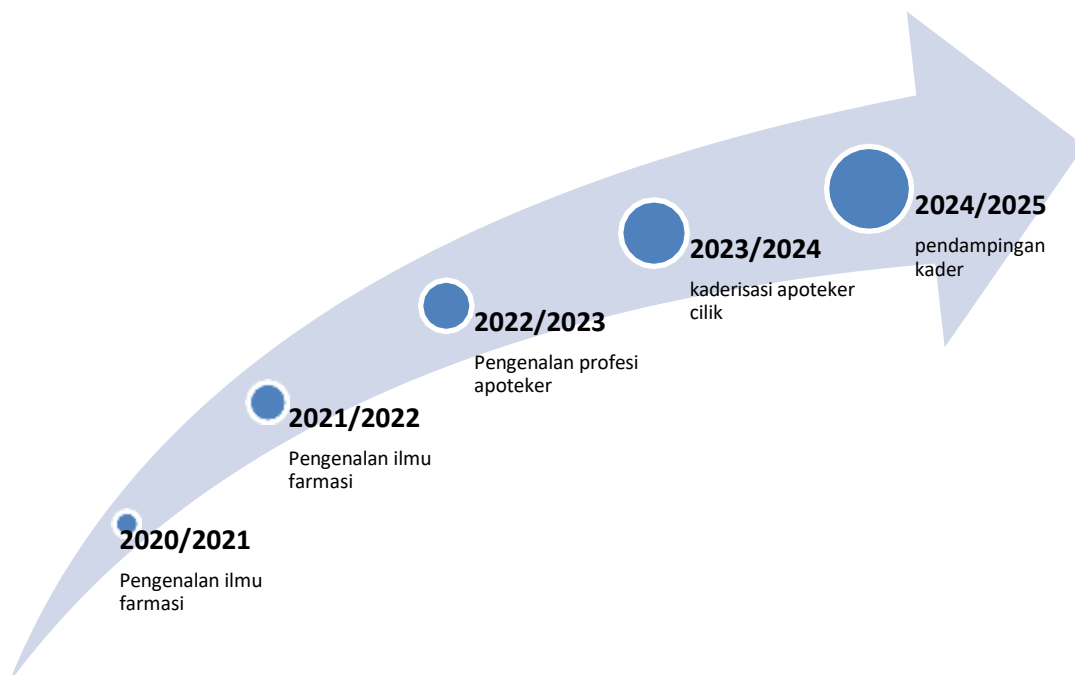 2024/2025
pendampingan
kader
2023/2024
kaderisasi apoteker
cilik
2022/2023
Pengenalan profesi
apoteker
2021/2022
Pengenalan ilmu
farmasi
2020/2021
Pengenalan ilmu
farmasi